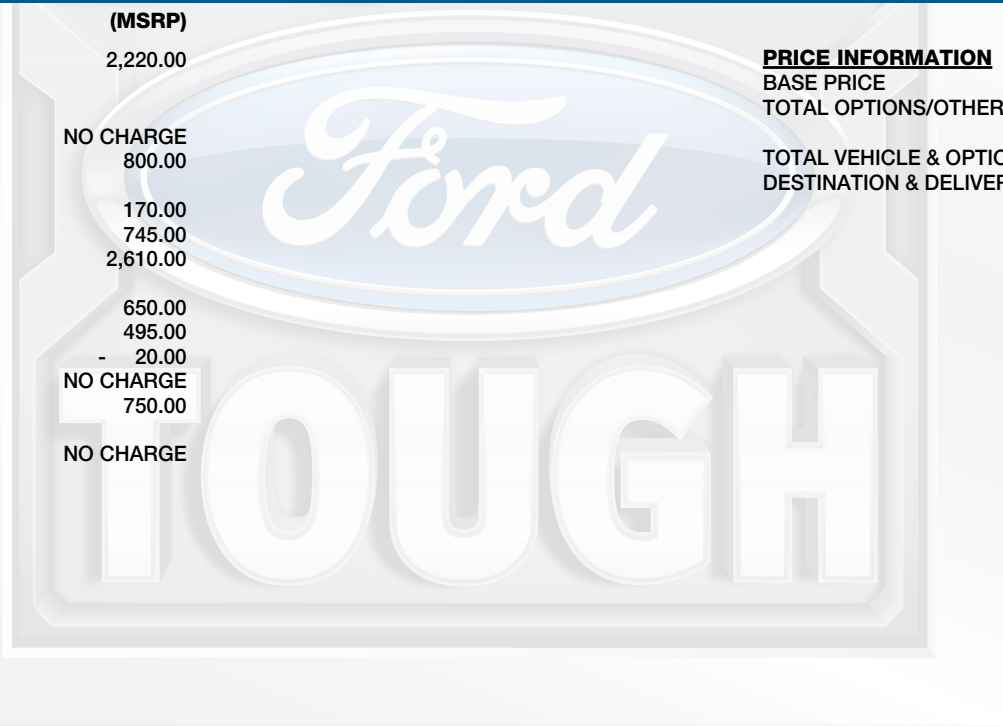 (MSRP)
2,220.00
NO CHARGE
800.00
170.00
745.00
2,610.00
650.00
495.00
- 20.00
NO CHARGE
750.00
NO CHARGE
PRICE INFORMATION
BASE PRICE
TOTAL OPTIONS/OTHER
TOTAL VEHICLE & OPTIO
DESTINATION & DELIVER
Ford
TOUGH